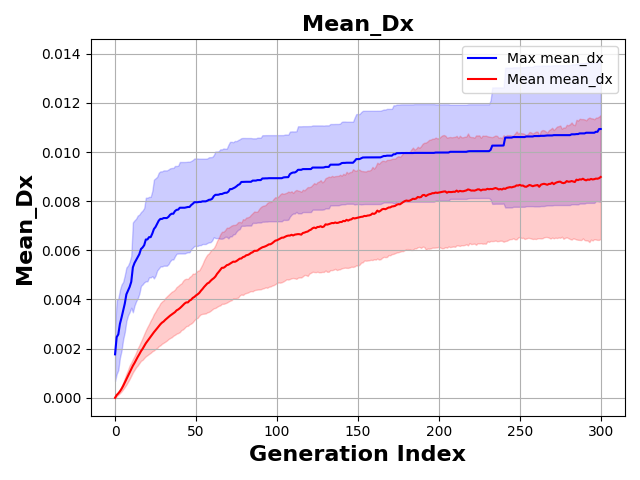 Mean_Dx
Max mean_dx
Mean mean_dx
0.014
0.012
0.010
0.008
0.006
0.004
0.002
0.000
Mean_Dx
0 50 100 150 200 250 300
Generation Index